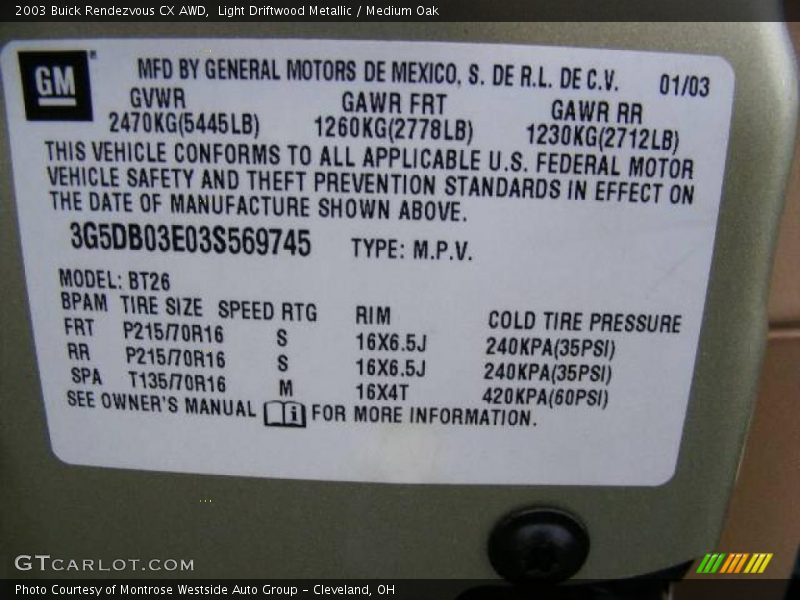 2003 Buick Rendezvous CX AWD,  Light Driftwood Metallic / Medium Oak
GM
MFD BY GENERAL MOTORS DE MEXICO, S. DE R.L. DE C.V. 01/03
GVWR GAWR FRT GAWR RR
2470KG(5445LB) 1260KG(2778LB) 1230KG(2712LB)
THIS VEHICLE CONFORMS TO ALL APPLICABLE U.S. FEDERAL MOTOR
VEHICLE SAFETY AND THEFT PREVENTION STANDARDS IN EFFECT ON
THE DATE OF MANUFACTURE SHOWN ABOVE.
3G5DB03E03S569745 TYPE: M.P.V.
MODEL: BT26
BPAM TIRE SIZE SPEED RTG RIM COLD TIRE PRESSURE
FRT P215/70R16 S 16X6.5J 240KPA(35PSI)
RR P215/70R16 S 16X6.5J 240KPA(35PSI)
SPA T135/70R16 M 16X4T 420KPA(60PSI)
SEE OWNER'S MANUAL FOR MORE INFORMATION.
GTCARLOT.COM
Photo Courtesy of Montrose Westside Auto Group - Cleveland, OH